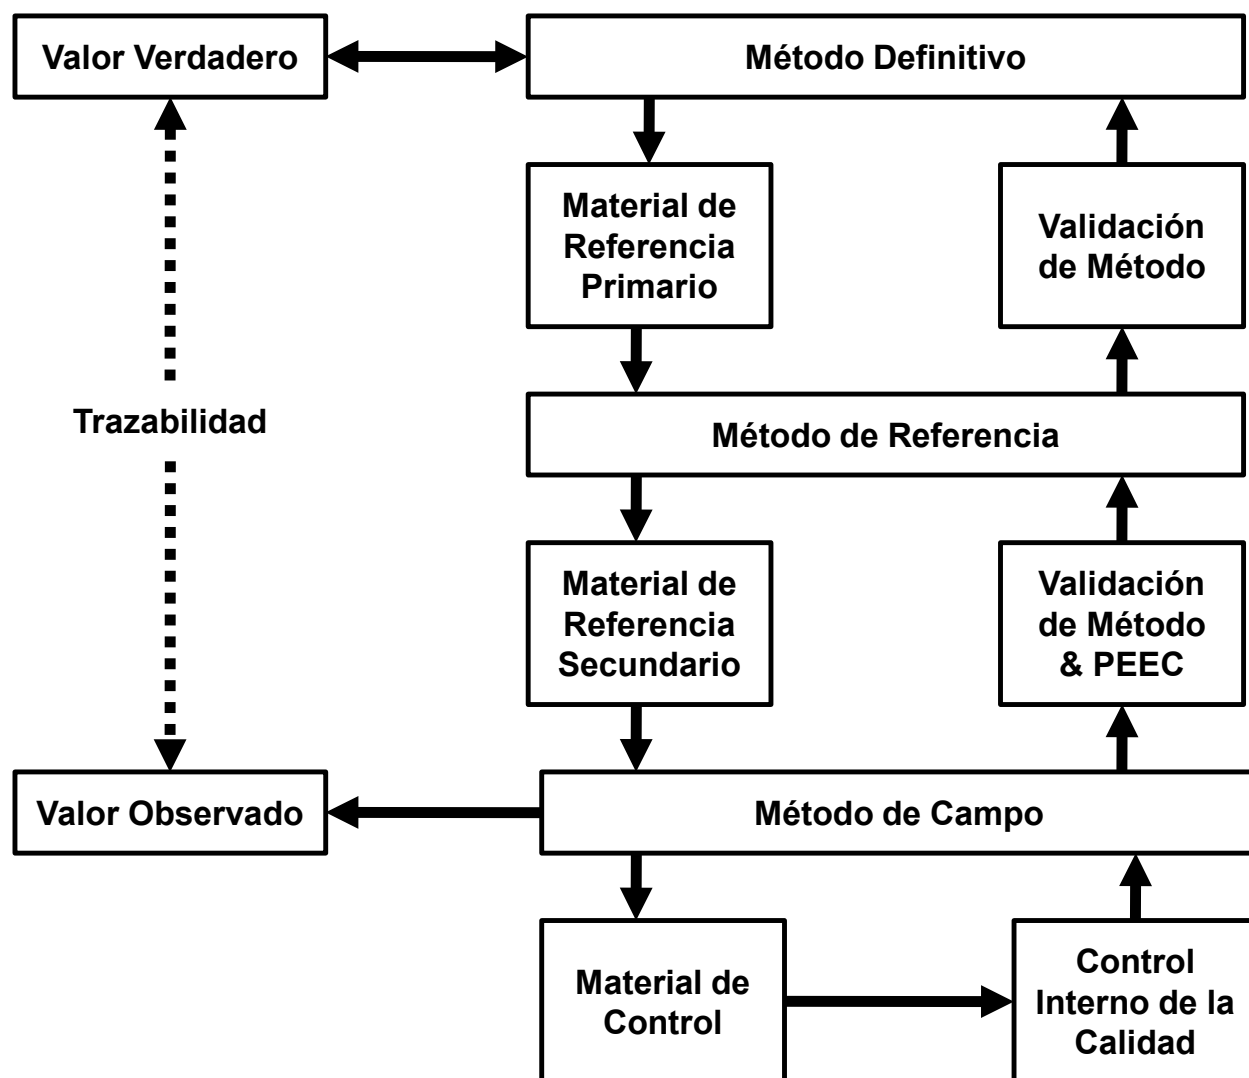 Valor Verdadero
Método Definitivo
Material de
Referencia
Primario
Validación
de Método
Trazabilidad
Método de Referencia
Material de
Referencia
Secundario
Validación
de Método
& PEEC
Valor Observado
Método de Campo
Material de
Control
Control
Interno de la
Calidad